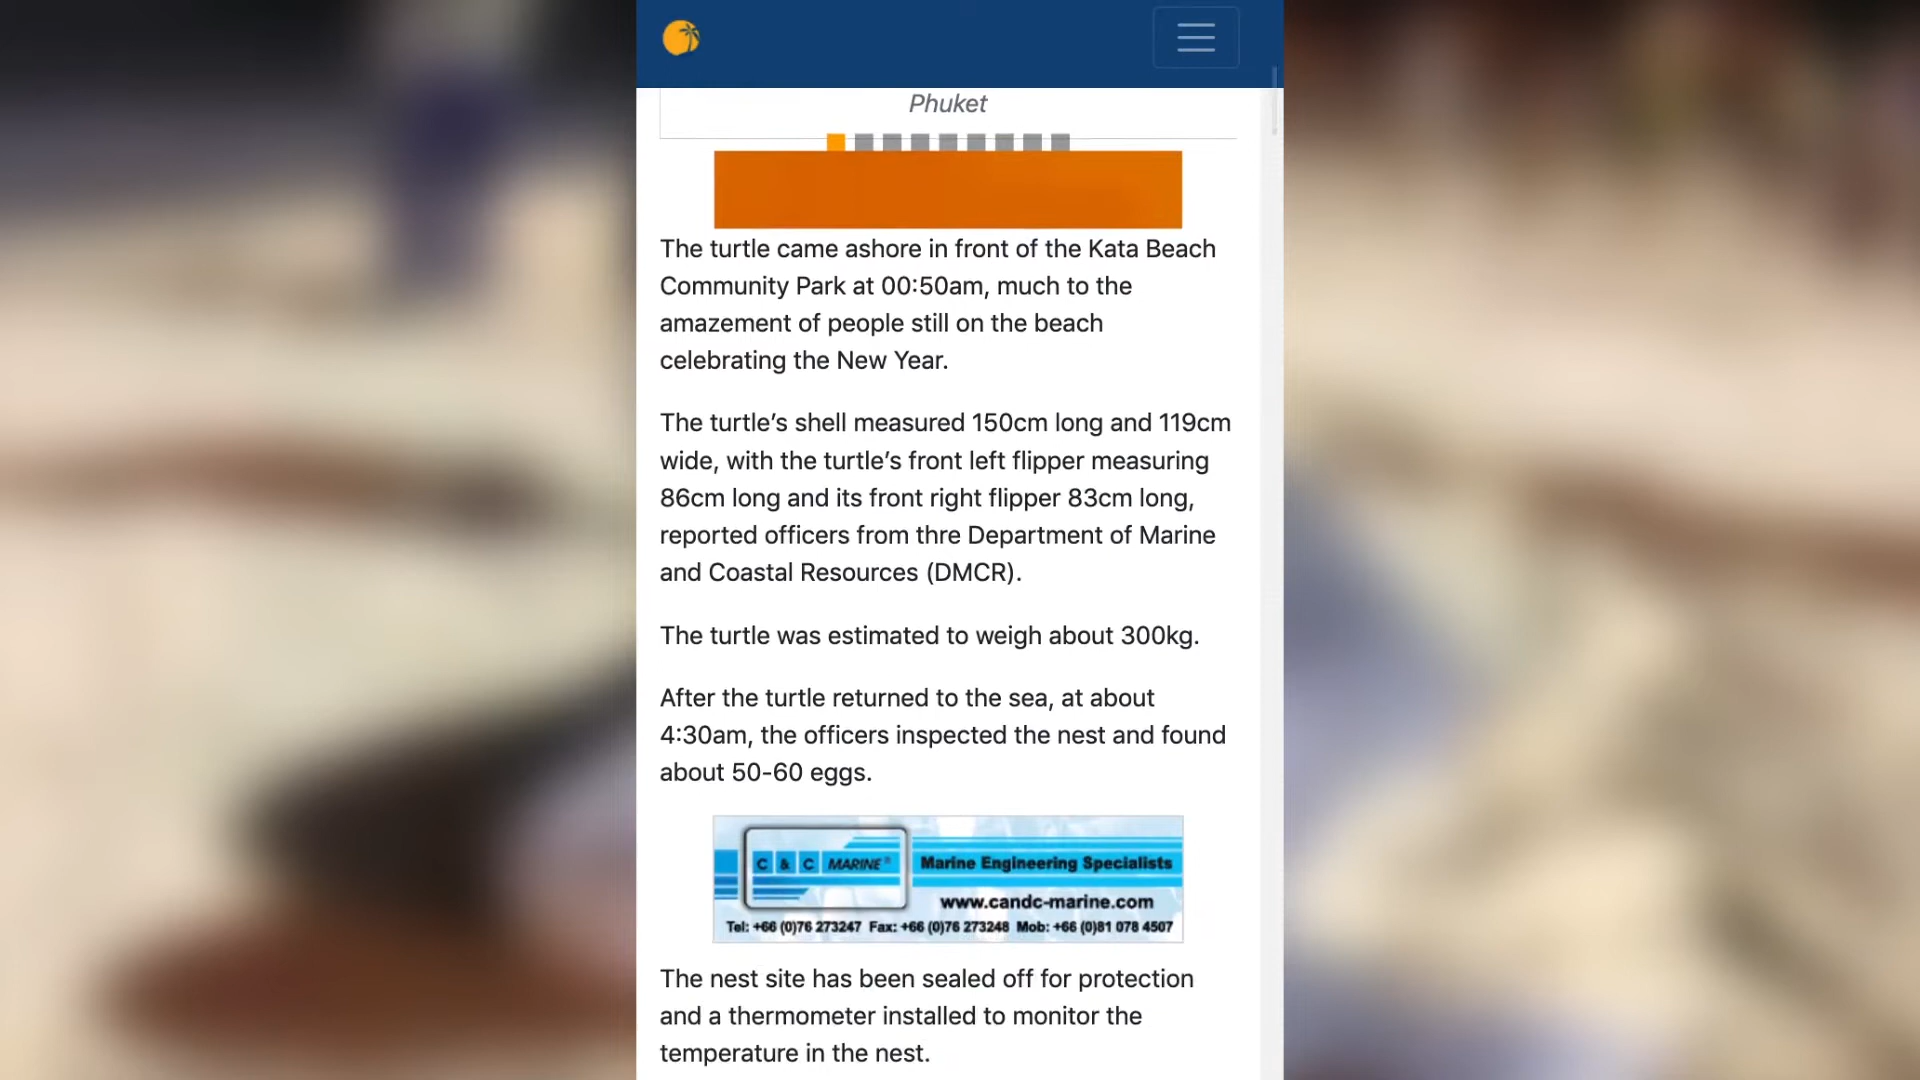 Phuket
The turtle came ashore in front of the Kata Beach
Community Park at 00:50am, much to the
amazement of people still on the beach
celebrating the New Year.
The turtle’s shell measured 150cm long and 119cm
wide, with the turtle’s front left flipper measuring
86cm long and its front right flipper 83cm long,
reported officers from thre Department of Marine
and Coastal Resources (DMCR).
The turtle was estimated to weigh about 300kg.
After the turtle returned to the sea, at about
4:30am, the officers inspected the nest and found
about 50-60 eggs.
C & C MARINE® Marine Engineering Specialists
www.candc-marine.com
Tel: +66 (0)76 273247 Fax: +66 (0)76 273248 Mob: +66 (0)81 078 4507
The nest site has been sealed off for protection
and a thermometer installed to monitor the
temperature in the nest.